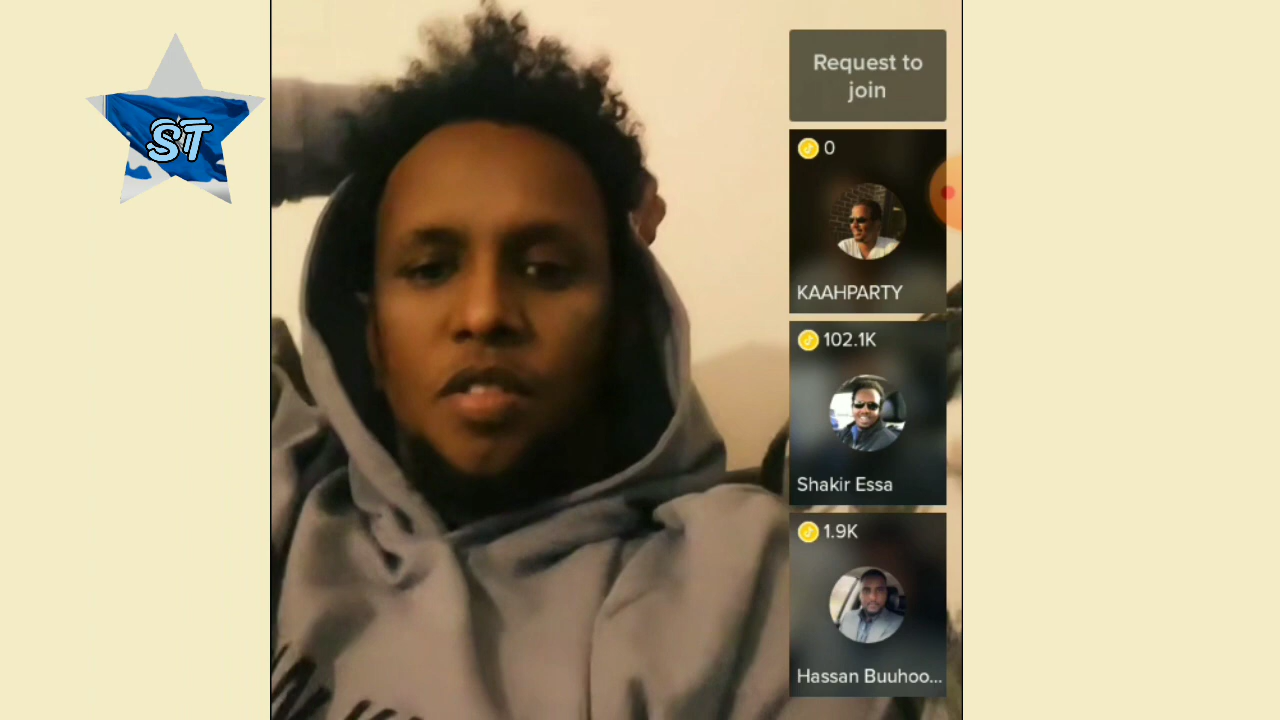 ST
Request to
join
0
KAAHPARTY
102.1K
Shakir Essa
1.9K
Hassan Buuhoo...